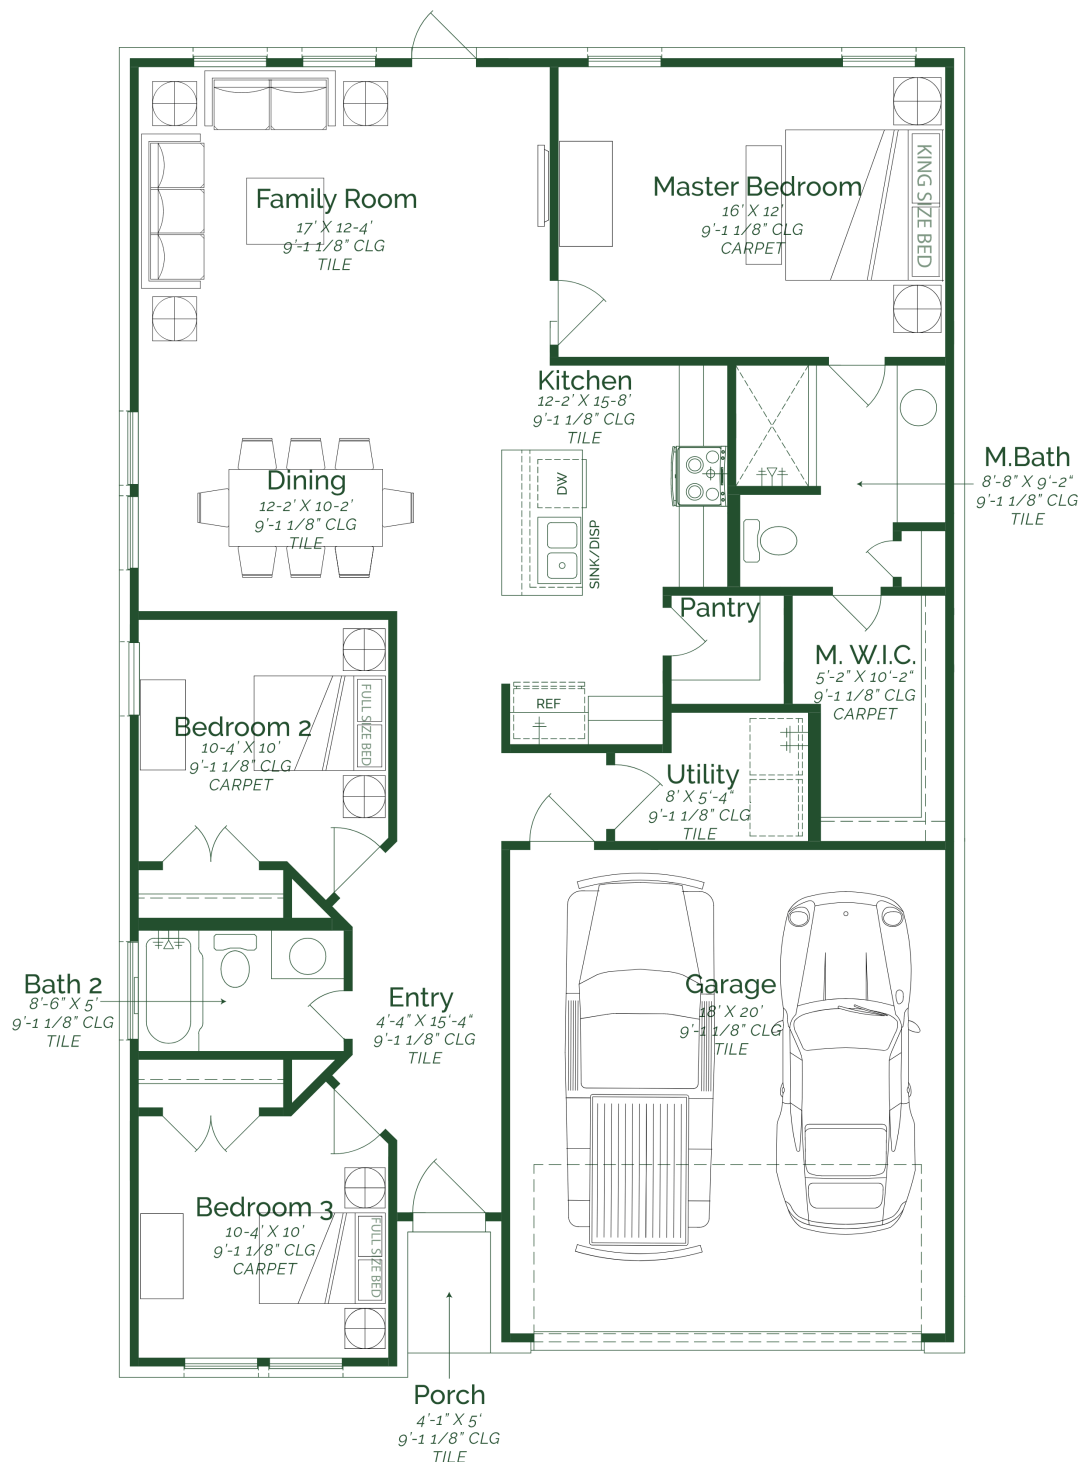 Family Room
17' X 12-4'
9'-1 1/8" CLG
TILE
Master Bedroom
16' X 12'
9'-1 1/8" CLG
CARPET
KING SIZE BED
Kitchen
12-2' X 15-8'
9'-1 1/8" CLG
TILE
DW
SINK/DISP
M.Bath
8'-8" X 9'-2"
9'-1 1/8" CLG
TILE
Dining
12-2' X 10-2'
9'-1 1/8" CLG
TILE
Pantry
M. W.I.C.
5'-2" X 10'-2"
9'-1 1/8" CLG
CARPET
REF
Bedroom 2
10-4' X 10'
9'-1 1/8" CLG
CARPET
FULL SIZE BED
Utility
8' X 5'-4"
9'-1 1/8" CLG
TILE
Bath 2
8'-6" X 5'
9'-1 1/8" CLG
TILE
Entry
4'-4" X 15'-4"
9'-1 1/8" CLG
TILE
Garage
18' X 20'
9'-1 1/8" CLG
TILE
Bedroom 3
10-4' X 10'
9'-1 1/8" CLG
CARPET
FULL SIZE BED
Porch
4'-1" X 5'
9'-1 1/8" CLG
TILE